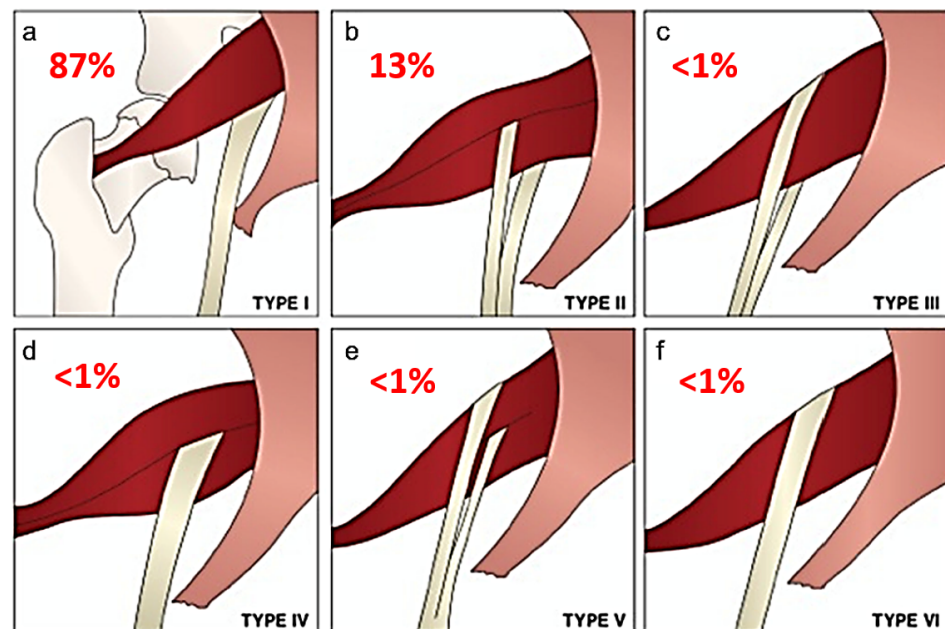 a
87%
TYPE I
b
13%
TYPE II
c
<1%
TYPE III
d
<1%
TYPE IV
e
<1%
TYPE V
f
<1%
TYPE VI